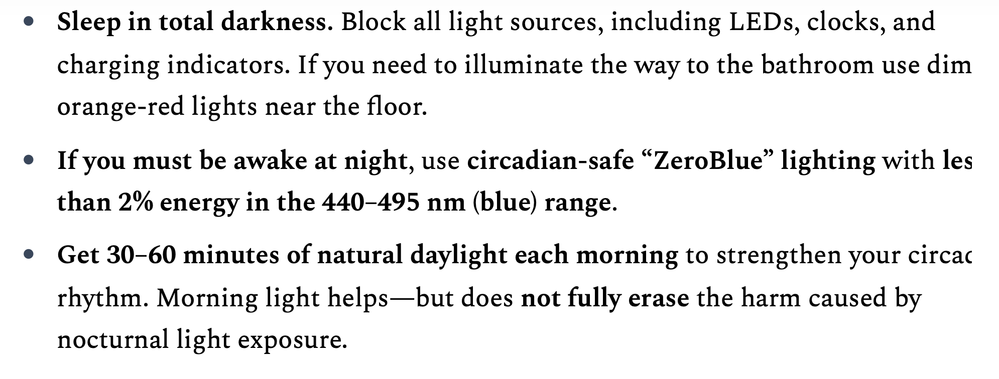 • Sleep in total darkness. Block all light sources, including LEDs, clocks, and
charging indicators. If you need to illuminate the way to the bathroom use dim
orange-red lights near the floor.
• If you must be awake at night, use circadian-safe “ZeroBlue” lighting with les
than 2% energy in the 440–495 nm (blue) range.
• Get 30–60 minutes of natural daylight each morning to strengthen your circad
rhythm. Morning light helps—but does not fully erase the harm caused by
nocturnal light exposure.